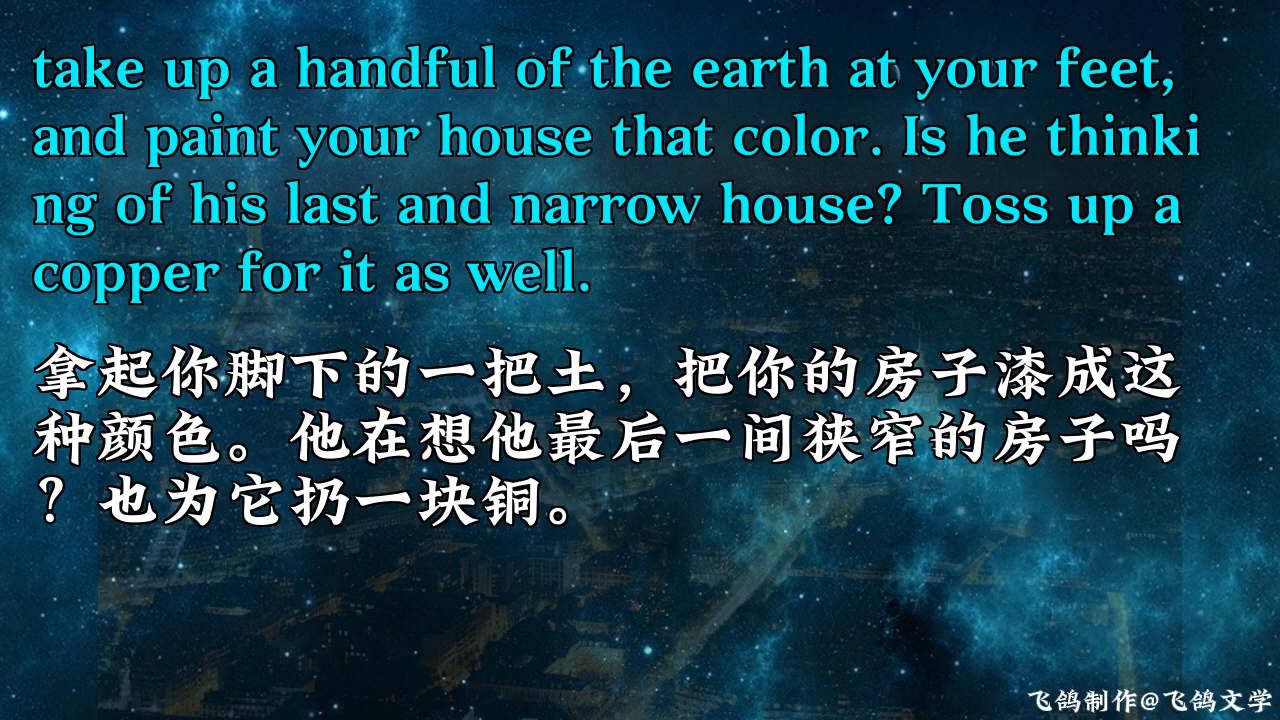 take up a handful of the earth at your feet,
and paint your house that color. Is he thinki
ng of his last and narrow house? Toss up a
copper for it as well.
拿起你脚下的一把土，把你的房子漆成这
种颜色。他在想他最后一间狭窄的房子吗
？也为它扔一块铜。
飞鸽制作@飞鸽文学